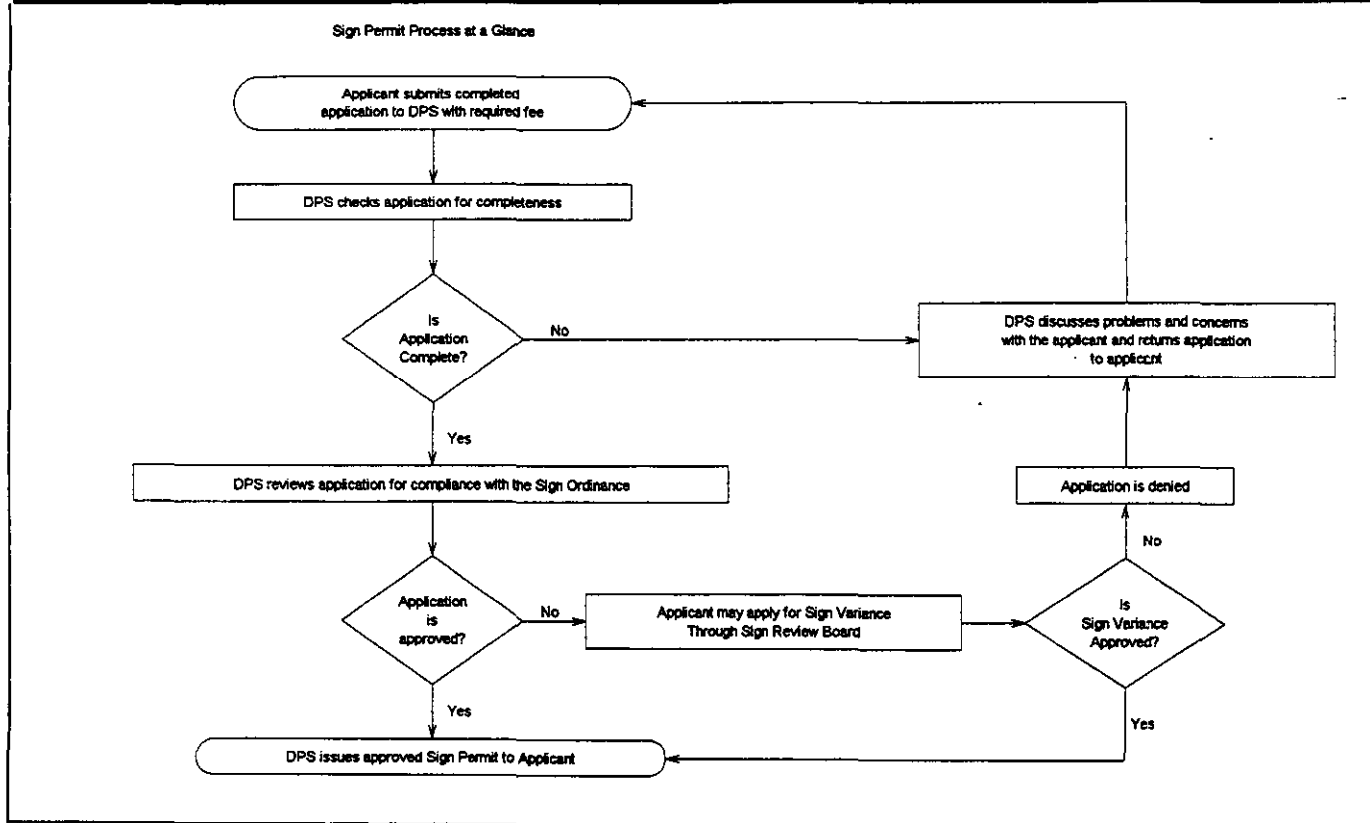 Sign Permit Process at a Glance
Applicant submits completed
application to DPS with required fee
DPS checks application for completeness
Is
Application
Complete?
No
DPS discusses problems and concerns
with the applicant and returns application
to applicant
Yes
DPS reviews application for compliance with the Sign Ordinance
Application is denied
No
Application
is
approved?
No
Applicant may apply for Sign Variance
Through Sign Review Board
Is
Sign Variance
Approved?
Yes
Yes
DPS issues approved Sign Permit to Applicant